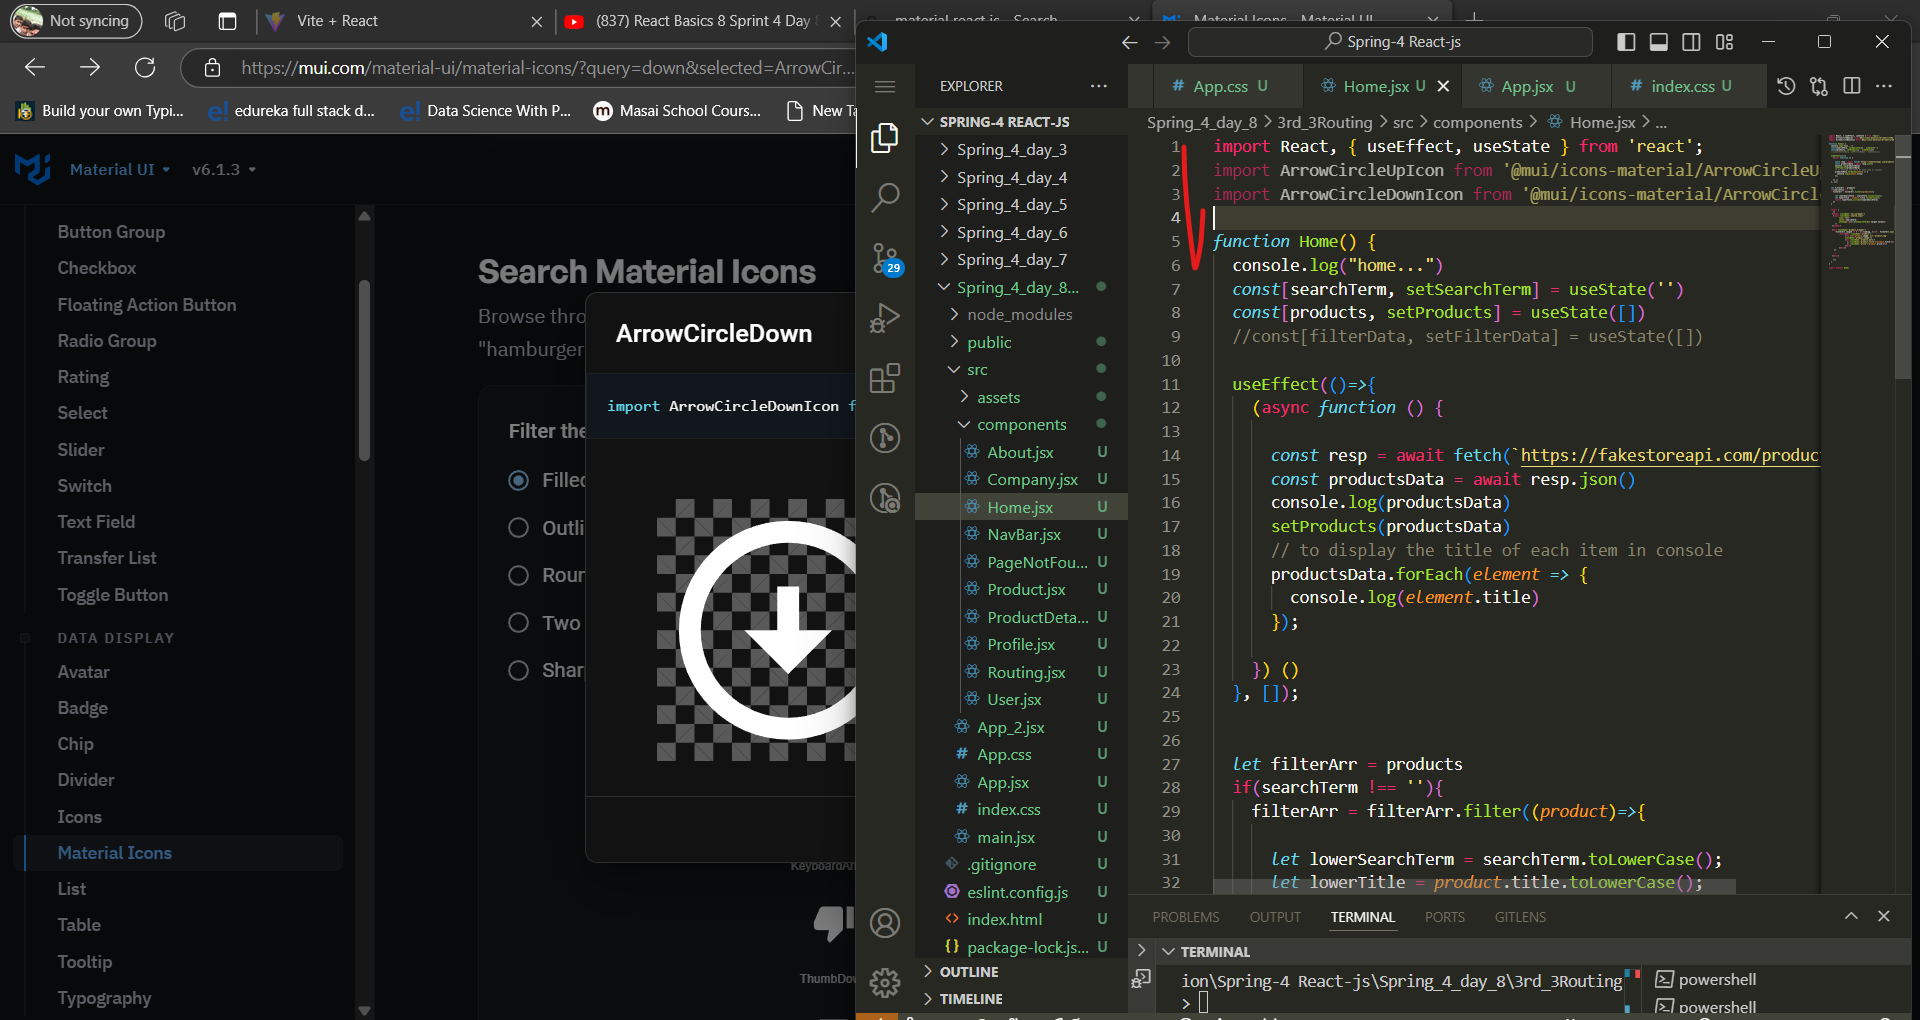 Not syncing
Vite + React
(837) React Basics 8 Sprint 4 Day 8
material react js - Search
Material Icons - Material UI
https://mui.com/material-ui/material-icons/?query=down&selected=ArrowCir...
Build your own Typi...
edureka full stack d...
Data Science With P...
Masai School Cours...
New Ta
Material UI
v6.1.3
Button Group
Checkbox
Floating Action Button
Radio Group
Rating
Select
Slider
Switch
Text Field
Transfer List
Toggle Button
DATA DISPLAY
Avatar
Badge
Chip
Divider
Icons
Material Icons
List
Table
Tooltip
Typography
Search Material Icons
Browse thro
"hamburger
Filter the
Filled
Outli
Roun
Two
Shar
ArrowCircleDown
import ArrowCircleDownIcon f
KeyboardAr
ThumbDow
Spring-4 React-js
EXPLORER
SPRING-4 REACT-JS
Spring_4_day_3
Spring_4_day_4
Spring_4_day_5
Spring_4_day_6
Spring_4_day_7
Spring_4_day_8...
node_modules
public
src
assets
components
About.jsx U
Company.jsx U
Home.jsx U
NavBar.jsx U
PageNotFou... U
Product.jsx U
ProductDeta... U
Profile.jsx U
Routing.jsx U
User.jsx U
App_2.jsx U
App.css U
App.jsx U
index.css U
main.jsx U
.gitignore U
eslint.config.js U
index.html U
package-lock.js... U
OUTLINE
TIMELINE
29
App.css U
Home.jsx U
App.jsx U
index.css U
Spring_4_day_8 > 3rd_3Routing > src > components > Home.jsx > ...
1 import React, { useEffect, useState } from 'react';
2 import ArrowCircleUpIcon from '@mui/icons-material/ArrowCircleU
3 import ArrowCircleDownIcon from '@mui/icons-material/ArrowCircl
4
5 function Home() {
6 console.log("home...")
7 const[searchTerm, setSearchTerm] = useState('')
8 const[products, setProducts] = useState([])
9 //const[filterData, setFilterData] = useState([])
10
11 useEffect(()=>{
12 (async function () {
13
14 const resp = await fetch(`https://fakestoreapi.com/produc
15 const productsData = await resp.json()
16 console.log(productsData)
17 setProducts(productsData)
18 // to display the title of each item in console
19 productsData.forEach(element => {
20 console.log(element.title)
21 });
22
23 }) ()
24 }, []);
25
26
27 let filterArr = products
28 if(searchTerm !== ''){
29 filterArr = filterArr.filter((product)=>{
30
31 let lowerSearchTerm = searchTerm.toLowerCase();
32 let lowerTitle = product.title.toLowerCase();
PROBLEMS OUTPUT TERMINAL PORTS GITLENS
TERMINAL
ion\Spring-4 React-js\Spring_4_day_8\3rd_3Routing
>
powershell
powershell